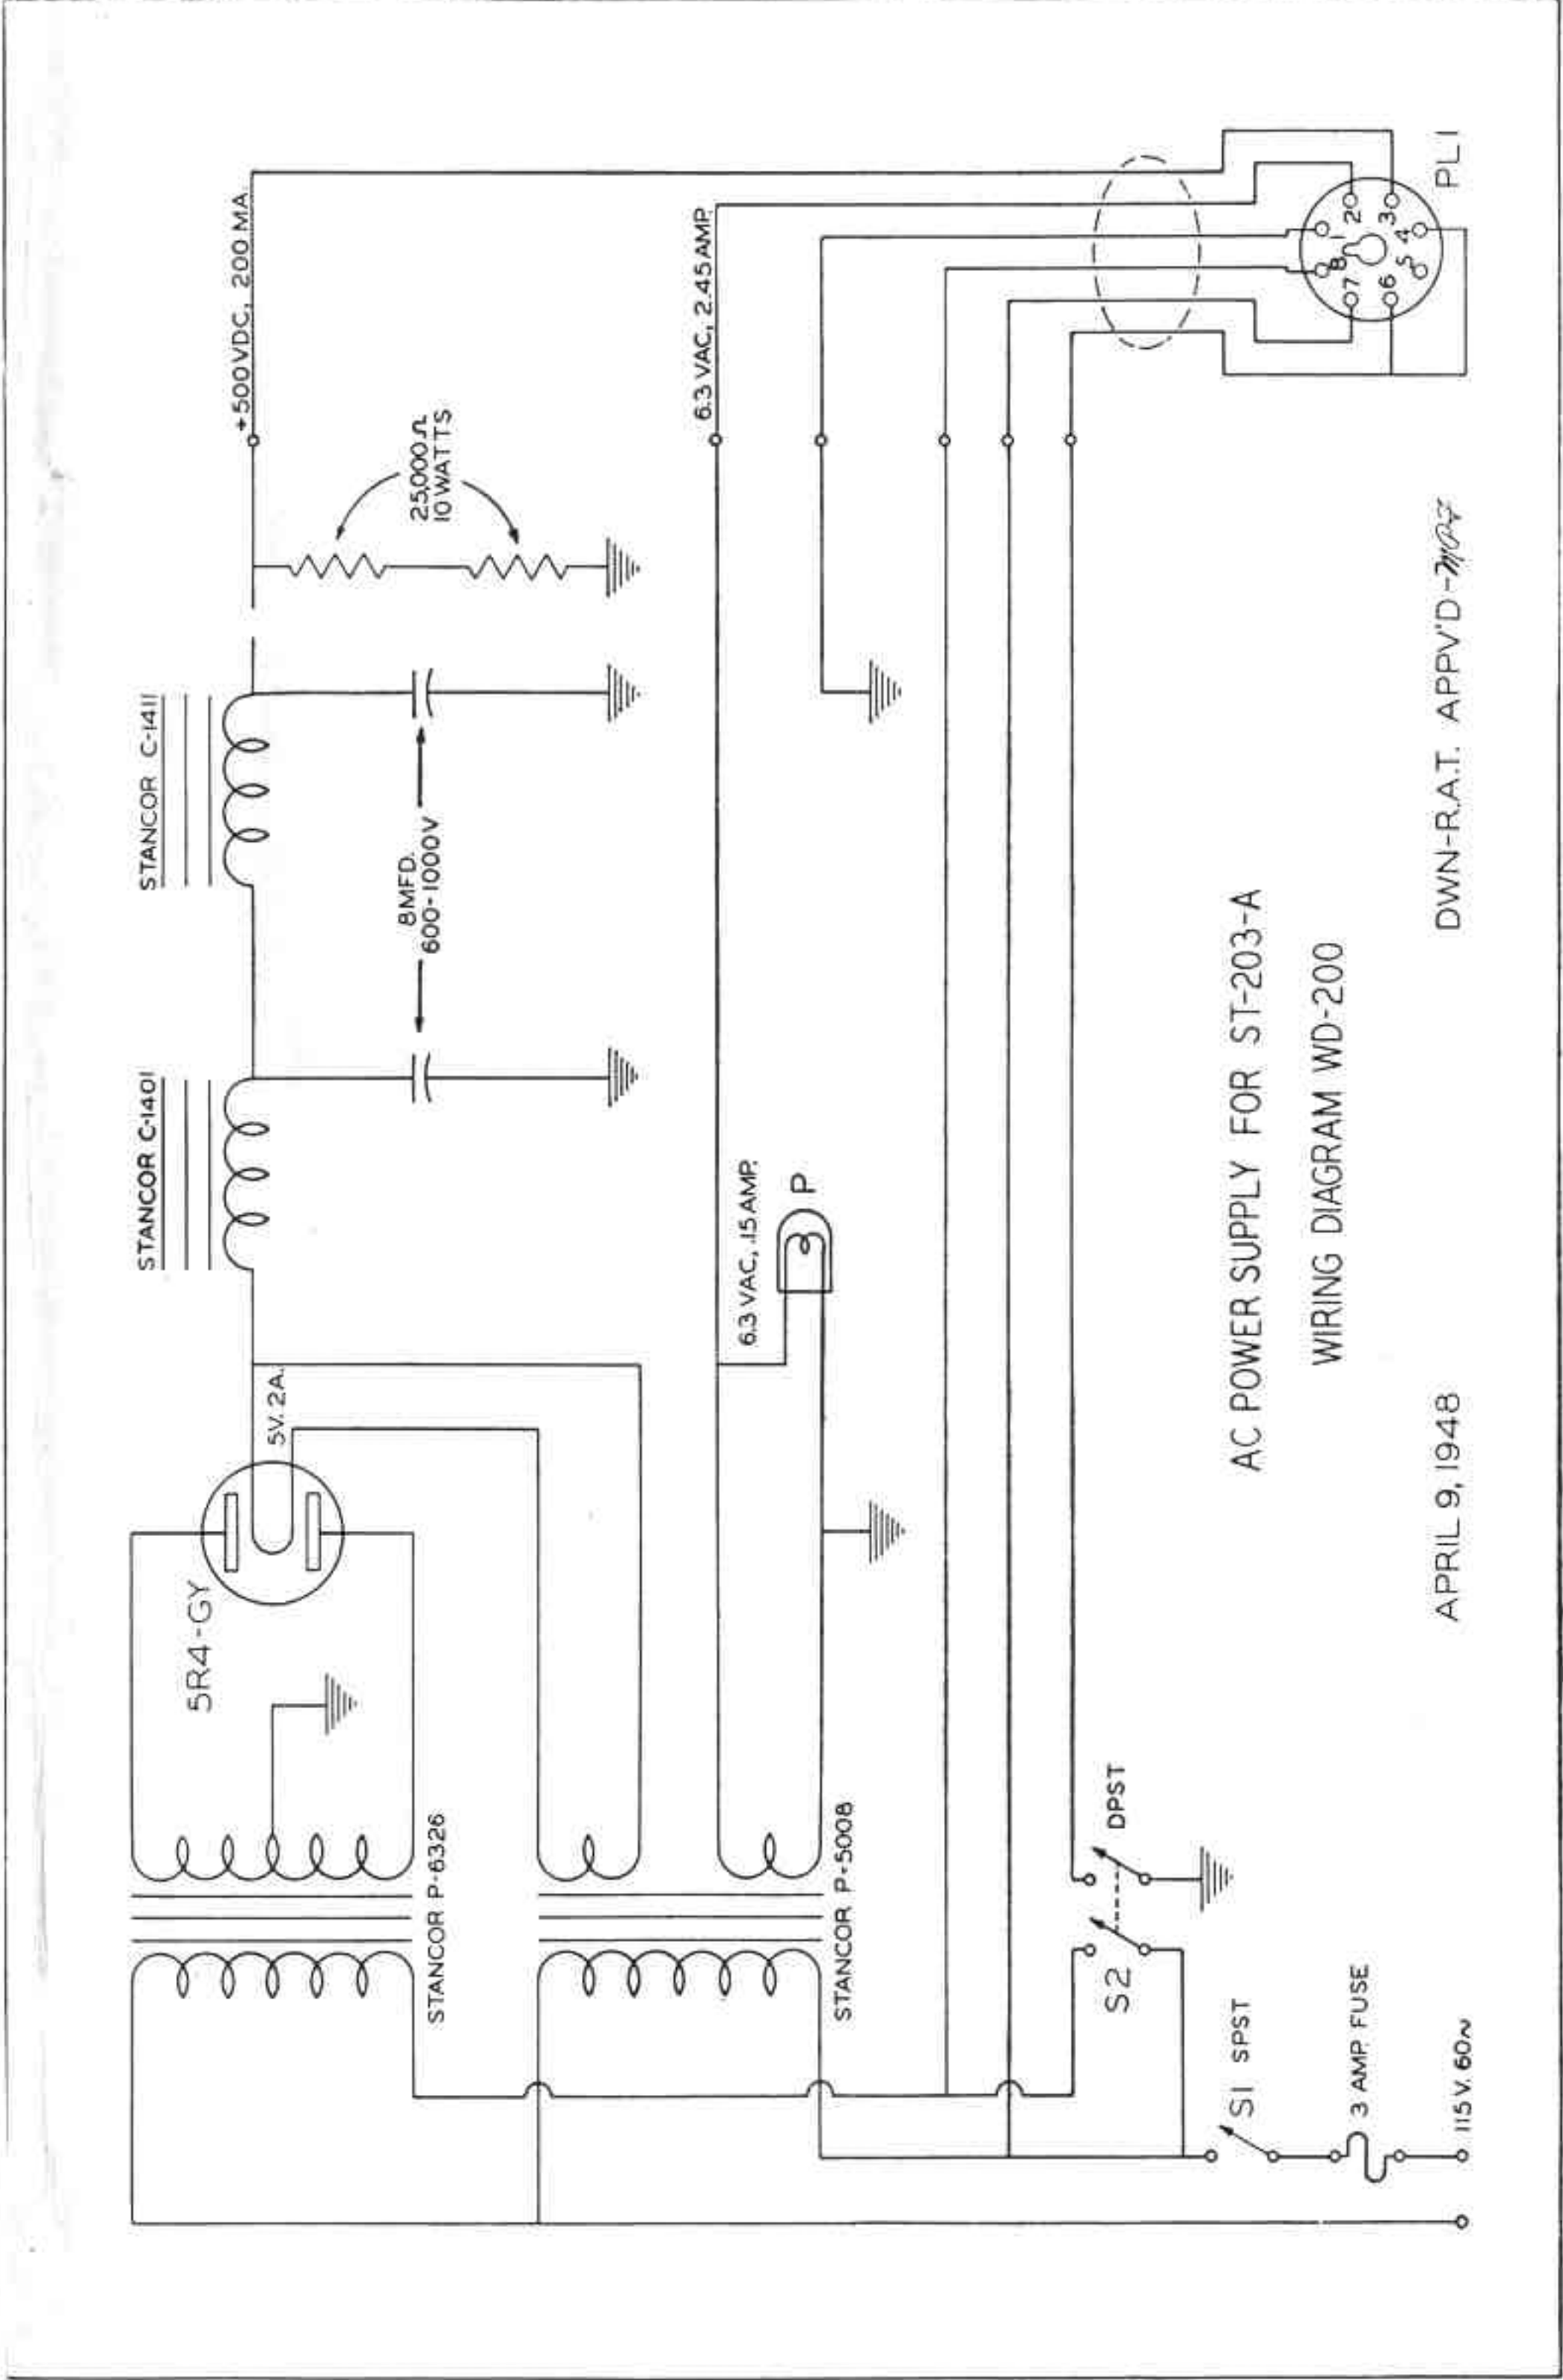 STANCOR C-1401
STANCOR C-1411
+500VDC, 200 MA.
5R4-GY
5V. 2A.
8MFD.
600-1000V
25,000Ω
10 WATTS
STANCOR P-6326
6.3 VAC, .15 AMP.
P
6.3 VAC, 2.45 AMP.
STANCOR P-5008
DPST
S2
S1 SPST
3 AMP. FUSE
115 V. 60~
1
2
3
4
5
6
7
8
PL1
AC POWER SUPPLY FOR ST-203-A
WIRING DIAGRAM WD-200
APRIL 9, 1948
DWN-R.A.T. APPV'D-